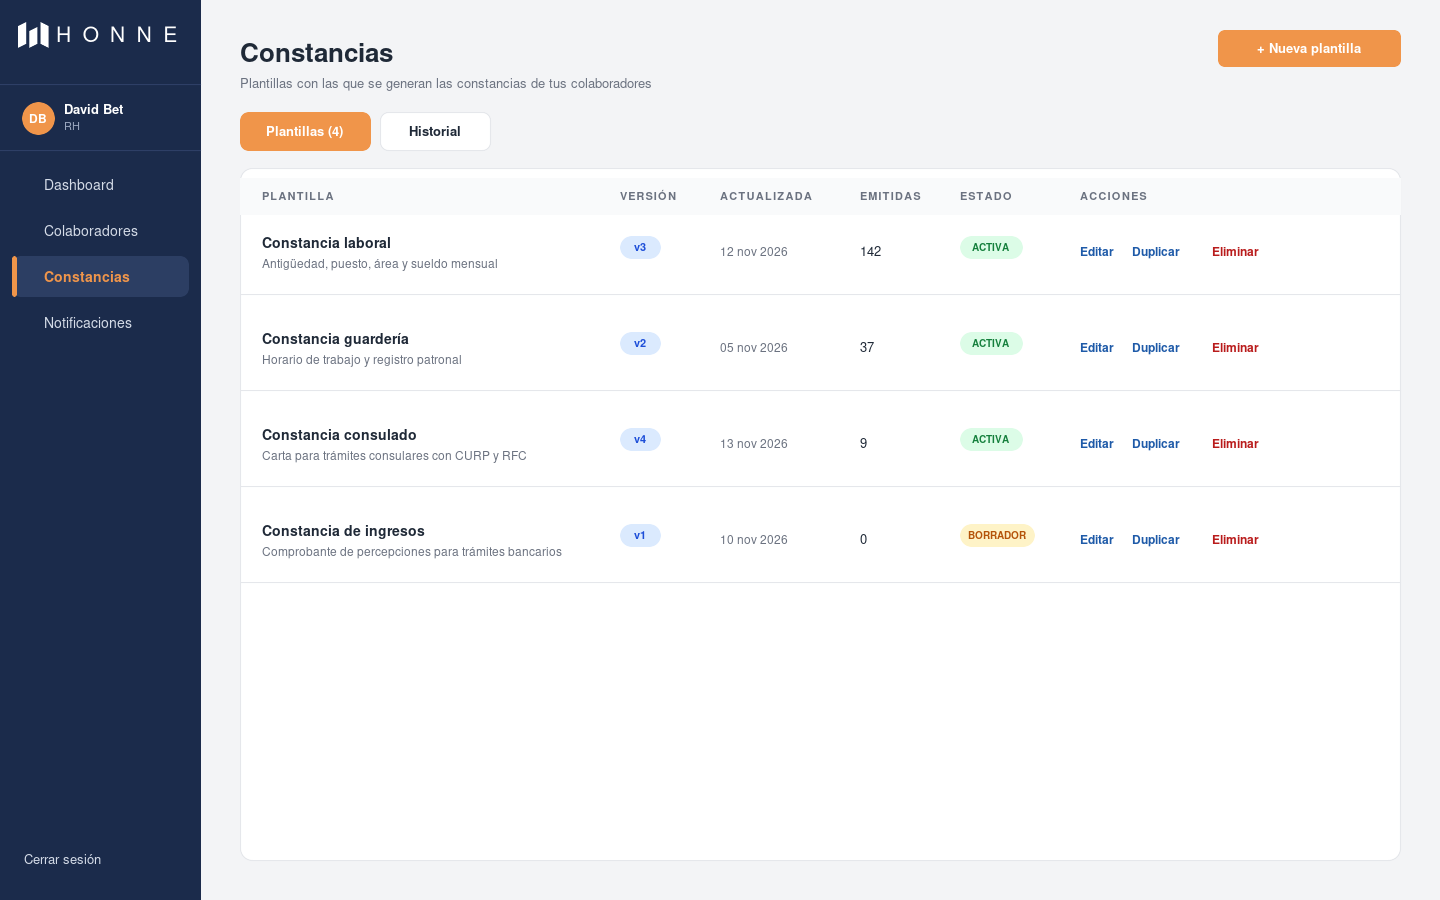 HONNE
DB
David Bet
RH
Dashboard
Colaboradores
Constancias
Notificaciones
Cerrar sesión
Constancias
Plantillas con las que se generan las constancias de tus colaboradores
+ Nueva plantilla
Plantillas (4) Historial
PLANTILLA VERSIÓN ACTUALIZADA EMITIDAS ESTADO ACCIONES
Constancia laboral v3 12 nov 2026 142 ACTIVA Editar Duplicar Eliminar
Antigüedad, puesto, área y sueldo mensual
Constancia guardería v2 05 nov 2026 37 ACTIVA Editar Duplicar Eliminar
Horario de trabajo y registro patronal
Constancia consulado v4 13 nov 2026 9 ACTIVA Editar Duplicar Eliminar
Carta para trámites consulares con CURP y RFC
Constancia de ingresos v1 10 nov 2026 0 BORRADOR Editar Duplicar Eliminar
Comprobante de percepciones para trámites bancarios